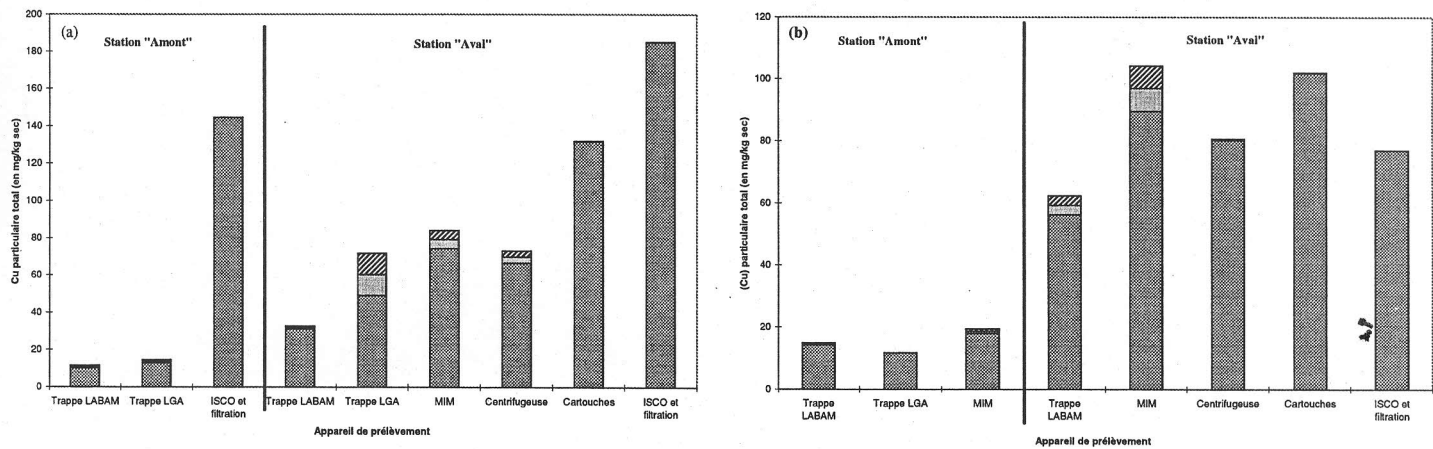 (a)
Station "Amont"
Station "Aval"
Cu particulaire total (en mg/kg sec)
200
180
160
140
120
100
80
60
40
20
0
Trappe LABAM
Trappe LGA
ISCO et
filtration
Trappe LABAM
Trappe LGA
MIM
Centrifugeuse
Cartouches
ISCO et
filtration
Appareil de prélèvement
(b)
Station "Amont"
Station "Aval"
(Cu) particulaire total (en mg/kg sec)
120
100
80
60
40
20
0
Trappe
LABAM
Trappe LGA
MIM
Trappe
LABAM
MIM
Centrifugeuse
Cartouches
ISCO et
filtration
Appareil de prélèvement